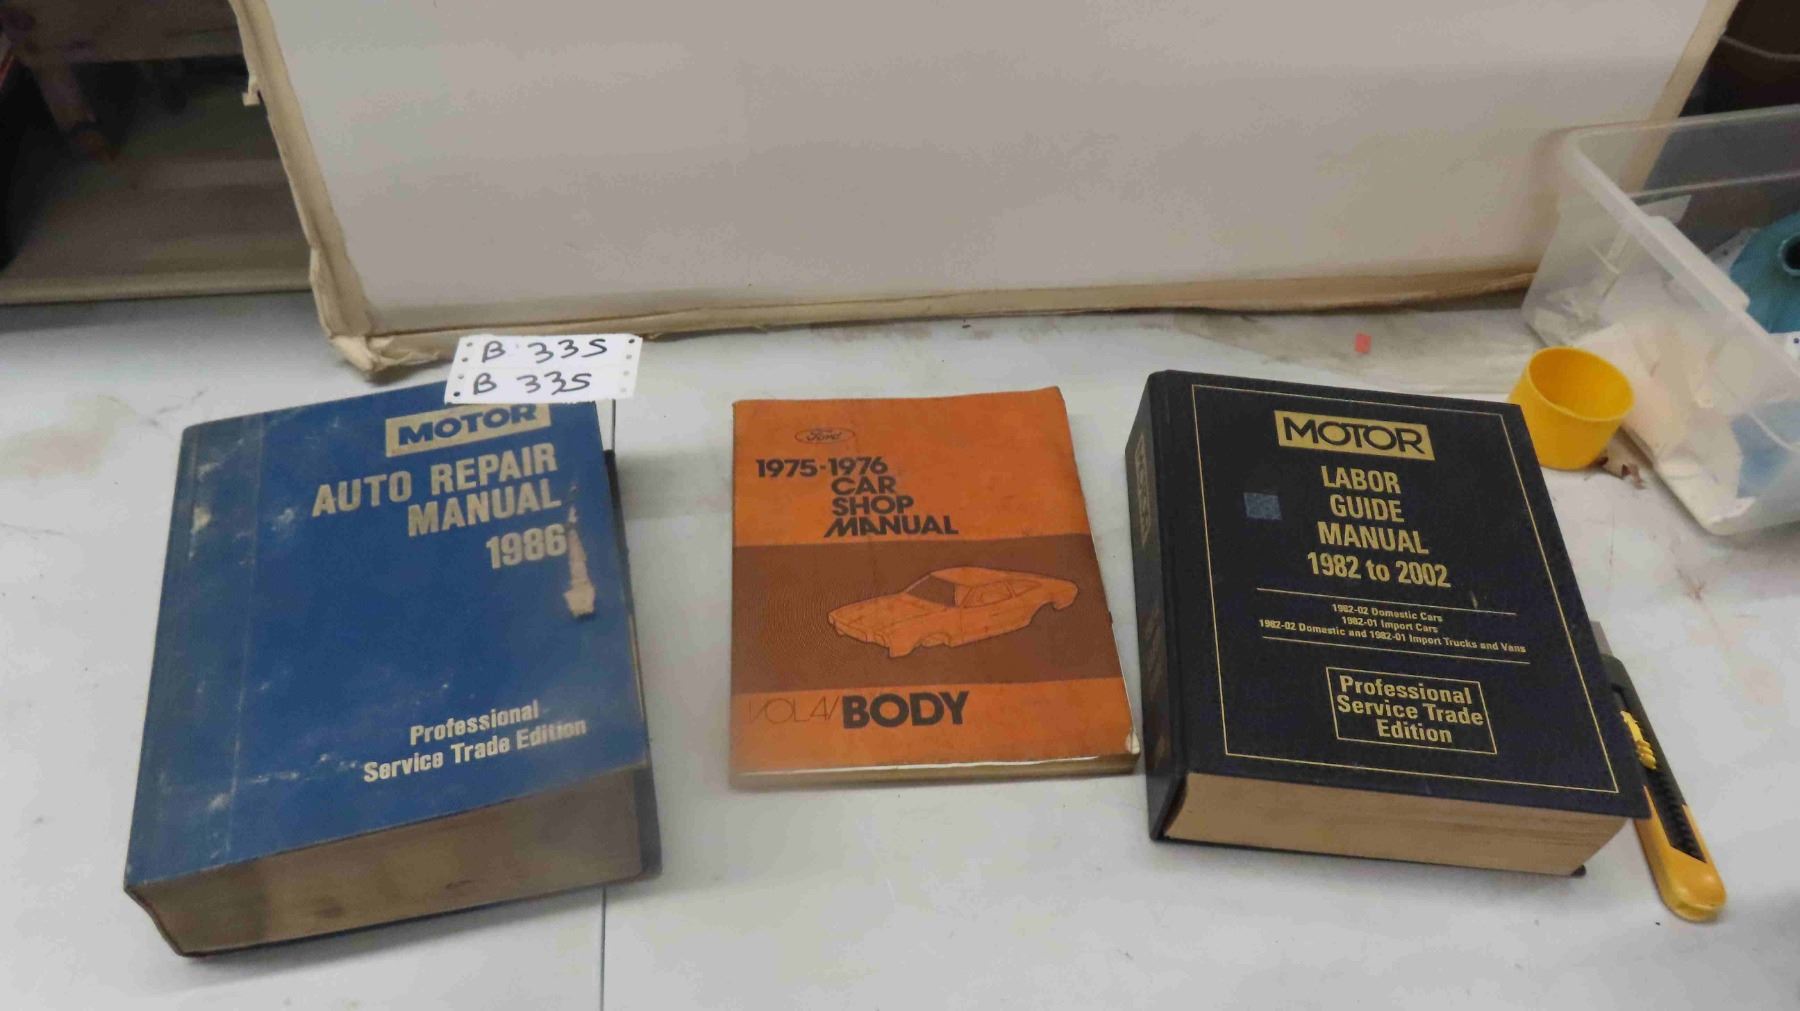 B 335
B 335
MOTOR
AUTO REPAIR
MANUAL
1986
Professional
Service Trade Edition
Ford
1975-1976
CAR
SHOP
MANUAL
VOL 4/ BODY
MOTOR
LABOR
GUIDE
MANUAL
1982 to 2002
1982-02 Domestic Cars
1982-01 Import Cars
1982-02 Domestic and 1982-01 Import Trucks and Vans
Professional
Service Trade
Edition